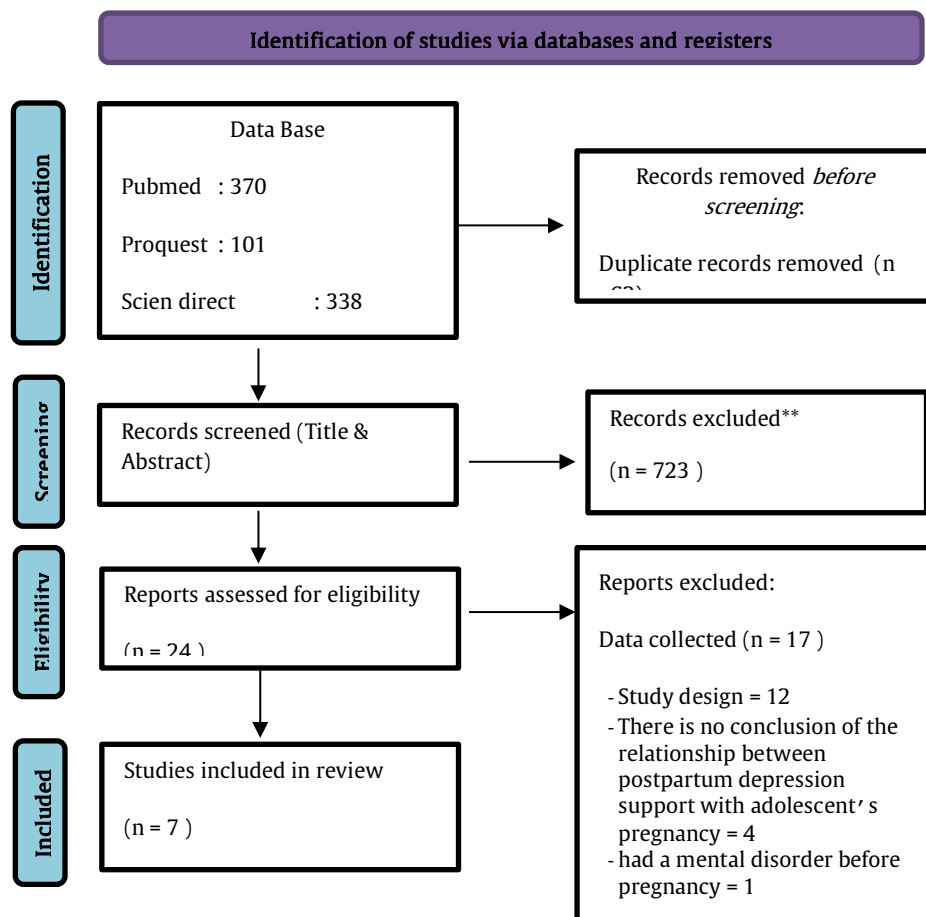 Identification of studies via databases and registers
Identification
Data Base
Pubmed : 370
Proquest : 101
Scien direct : 338
Records removed before
screening:
Duplicate records removed (n
Screening
Records screened (Title &
Abstract)
Records excluded**
(n = 723 )
Eligibility
Reports assessed for eligibility
(n = 24 )
Reports excluded:
Data collected (n = 17 )
- Study design = 12
- There is no conclusion of the
relationship between
postpartum depression
support with adolescent's
pregnancy = 4
- had a mental disorder before
pregnancy = 1
Included
Studies included in review
(n = 7 )